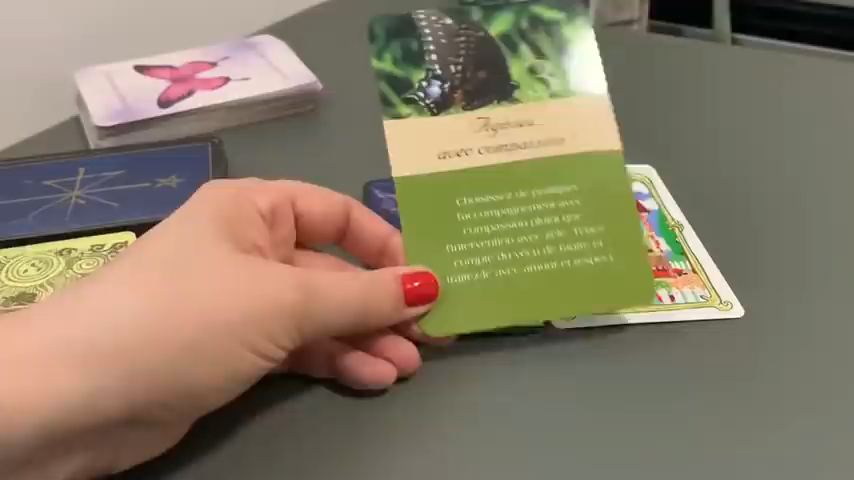 Agissez
avec compassion
Choisissez de pratiquer
l'accompagnement avec
compassion plutôt que
l'intervention avec zèle. Tenez
compte du vécu de l'autre et
traitez-le avec amour et respect.